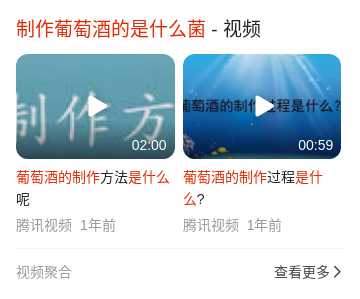 制作葡萄酒的是什么菌 - 视频
制作方
02:00
葡萄酒的制作过程是什么?
00:59
葡萄酒的制作方法是什么
呢
腾讯视频 1年前
葡萄酒的制作过程是什
么?
腾讯视频 1年前
视频聚合
查看更多